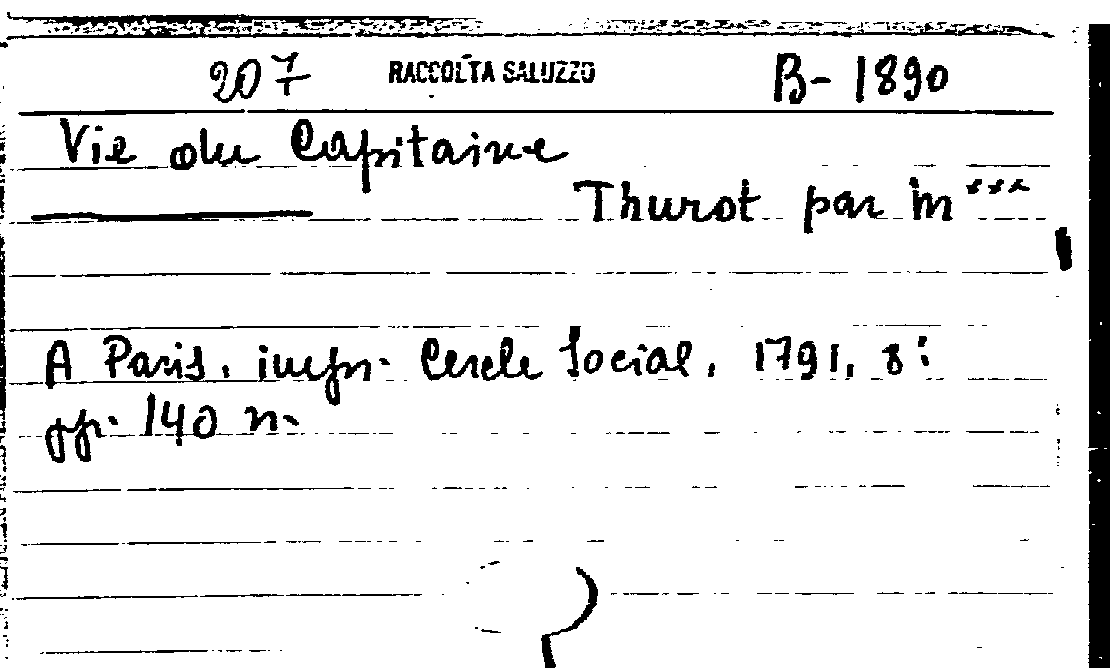 207 RACCOLTA SALUZZO B-1890
Vie du Capitaine
Thurot par M***
A Paris, impr. Cercle Social, 1791, 8:
pp. 140 n.